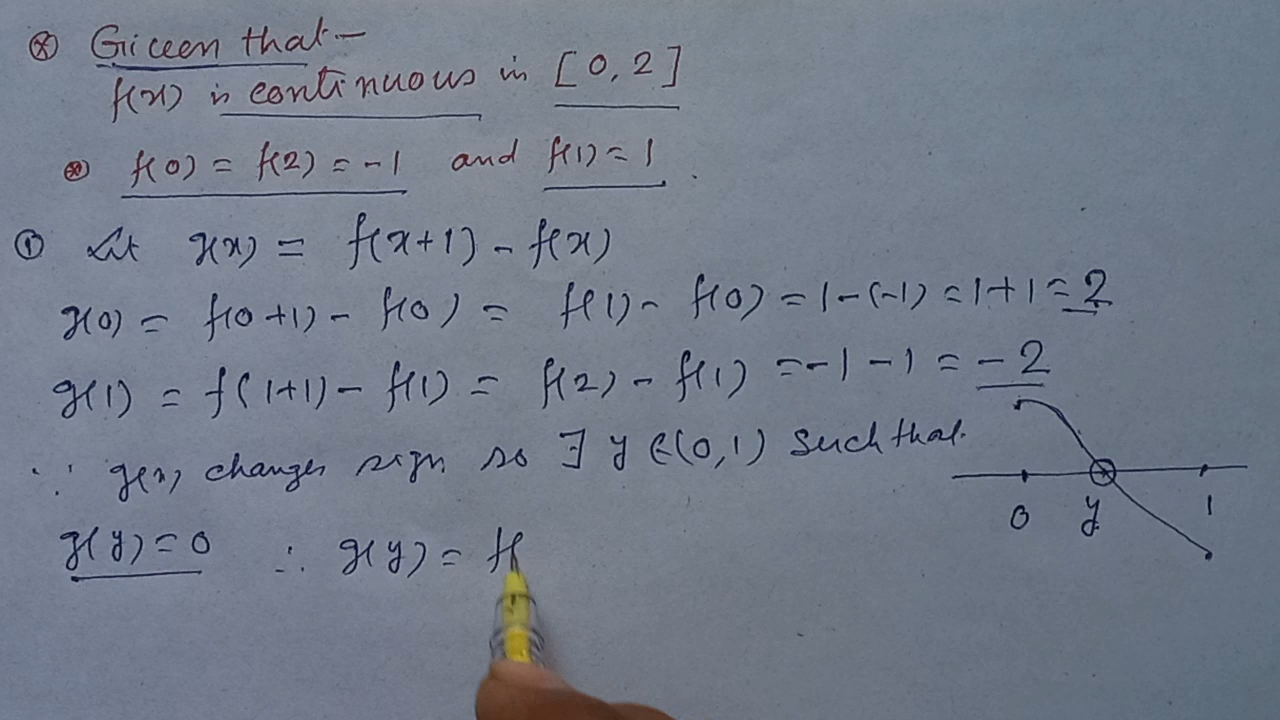 ⊗ Given that -
f(x) is continuous in [0, 2]
⊗ f(0) = f(2) = -1 and f(1) = 1.
① Let g(x) = f(x+1) - f(x)
g(0) = f(0+1) - f(0) = f(1) - f(0) = 1-(-1) = 1+1 = 2
g(1) = f(1+1) - f(1) = f(2) - f(1) = -1-1 = -2
∵ g(x) changes sign so ∃ y ∈ (0,1) such that
0 y 1
g(y) = 0 ∴ g(y) = f(